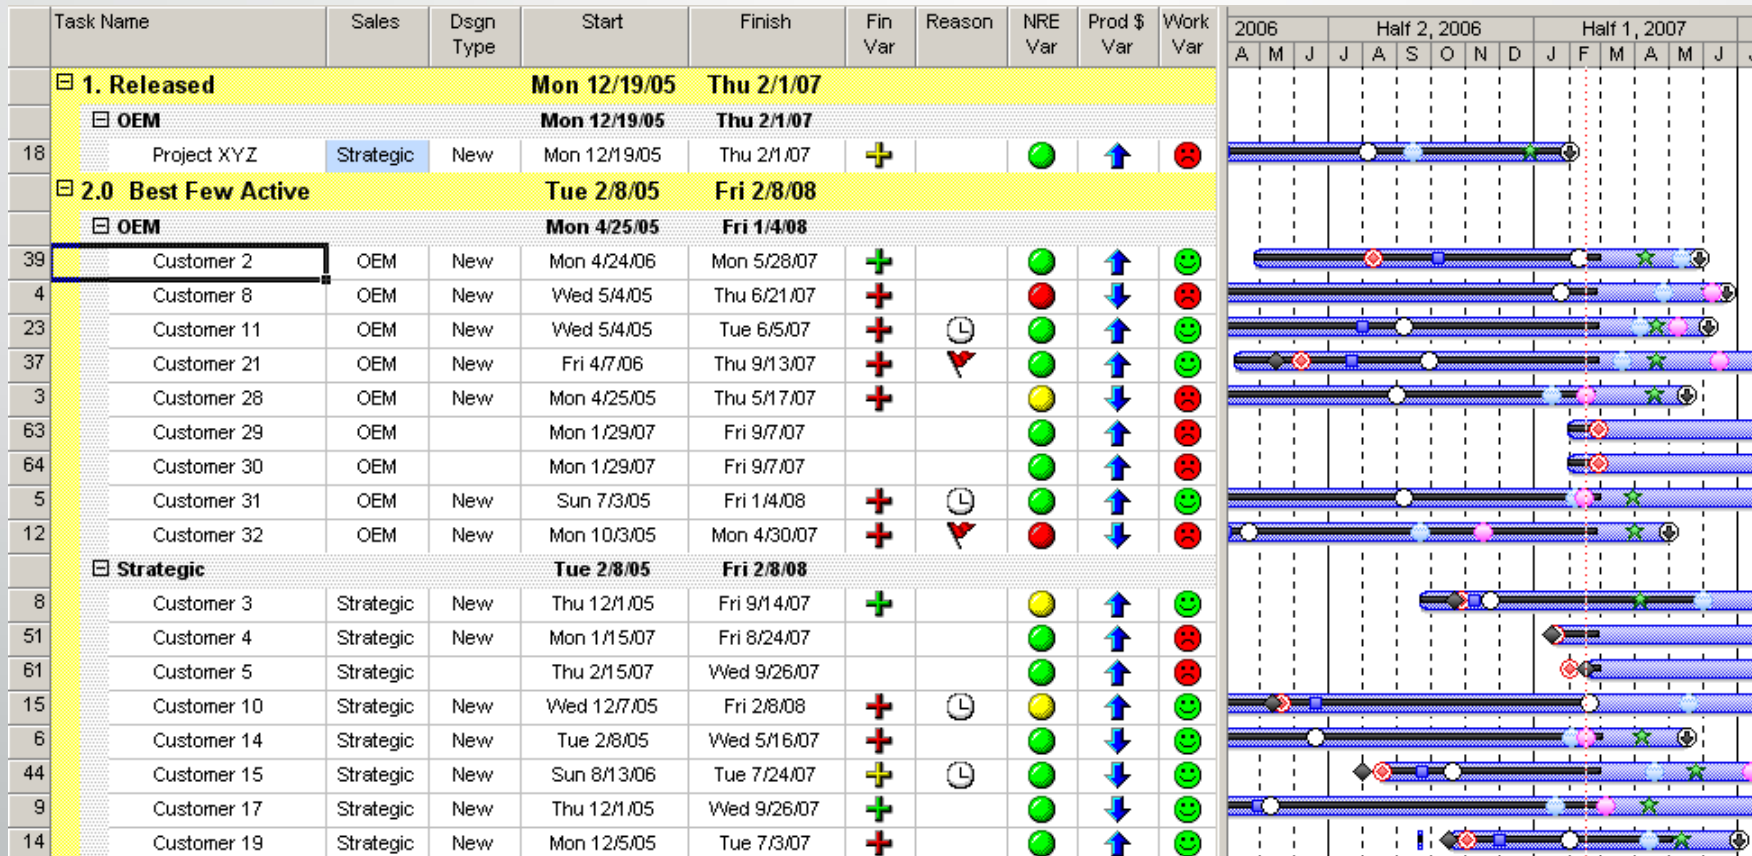 Task Name Sales Dsgn Type Start Finish Fin Var Reason NRE Var Prod $ Var Work Var
2006 Half 2, 2006 Half 1, 2007
A M J J A S O N D J F M A M J J
1. Released Mon 12/19/05 Thu 2/1/07
OEM Mon 12/19/05 Thu 2/1/07
18 Project XYZ Strategic New Mon 12/19/05 Thu 2/1/07
2.0 Best Few Active Tue 2/8/05 Fri 2/8/08
OEM Mon 4/25/05 Fri 1/4/08
39 Customer 2 OEM New Mon 4/24/06 Mon 5/28/07
4 Customer 8 OEM New Wed 5/4/05 Thu 6/21/07
23 Customer 11 OEM New Wed 5/4/05 Tue 6/5/07
37 Customer 21 OEM New Fri 4/7/06 Thu 9/13/07
3 Customer 28 OEM New Mon 4/25/05 Thu 5/17/07
63 Customer 29 OEM Mon 1/29/07 Fri 9/7/07
64 Customer 30 OEM Mon 1/29/07 Fri 9/7/07
5 Customer 31 OEM New Sun 7/3/05 Fri 1/4/08
12 Customer 32 OEM New Mon 10/3/05 Mon 4/30/07
Strategic Tue 2/8/05 Fri 2/8/08
8 Customer 3 Strategic New Thu 12/1/05 Fri 9/14/07
51 Customer 4 Strategic New Mon 1/15/07 Fri 8/24/07
61 Customer 5 Strategic Thu 2/15/07 Wed 9/26/07
15 Customer 10 Strategic New Wed 12/7/05 Fri 2/8/08
6 Customer 14 Strategic New Tue 2/8/05 Wed 5/16/07
44 Customer 15 Strategic New Sun 8/13/06 Tue 7/24/07
9 Customer 17 Strategic New Thu 12/1/05 Wed 9/26/07
14 Customer 19 Strategic New Mon 12/5/05 Tue 7/3/07